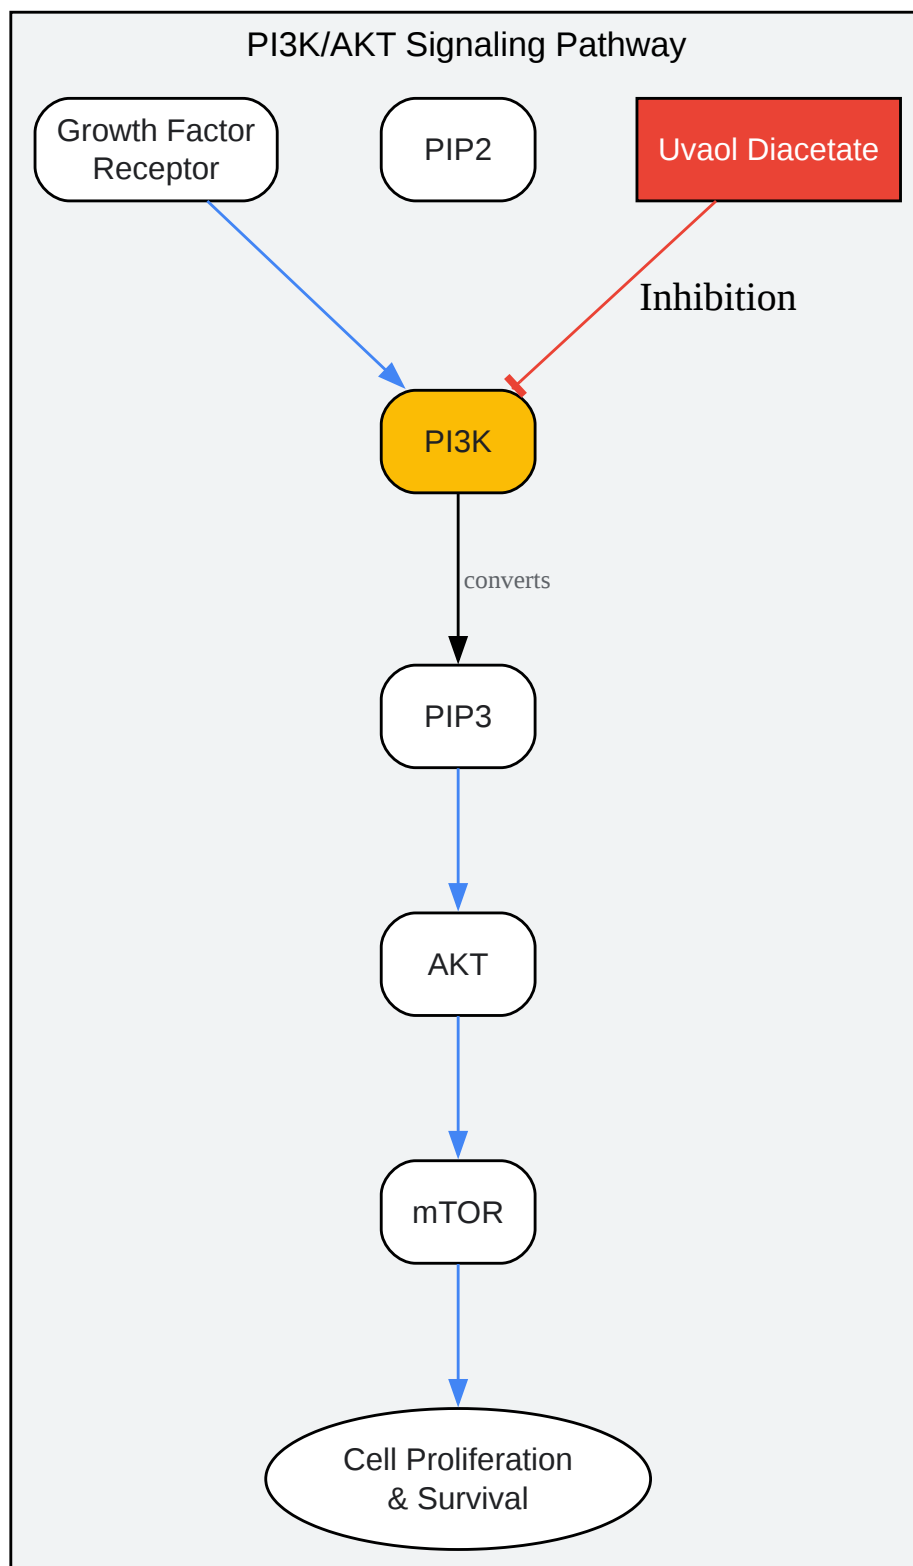 PI3K/AKT Signaling Pathway
Growth Factor
Receptor
PIP2
Uvaol Diacetate
Inhibition
PI3K
converts
PIP3
AKT
mTOR
Cell Proliferation
& Survival